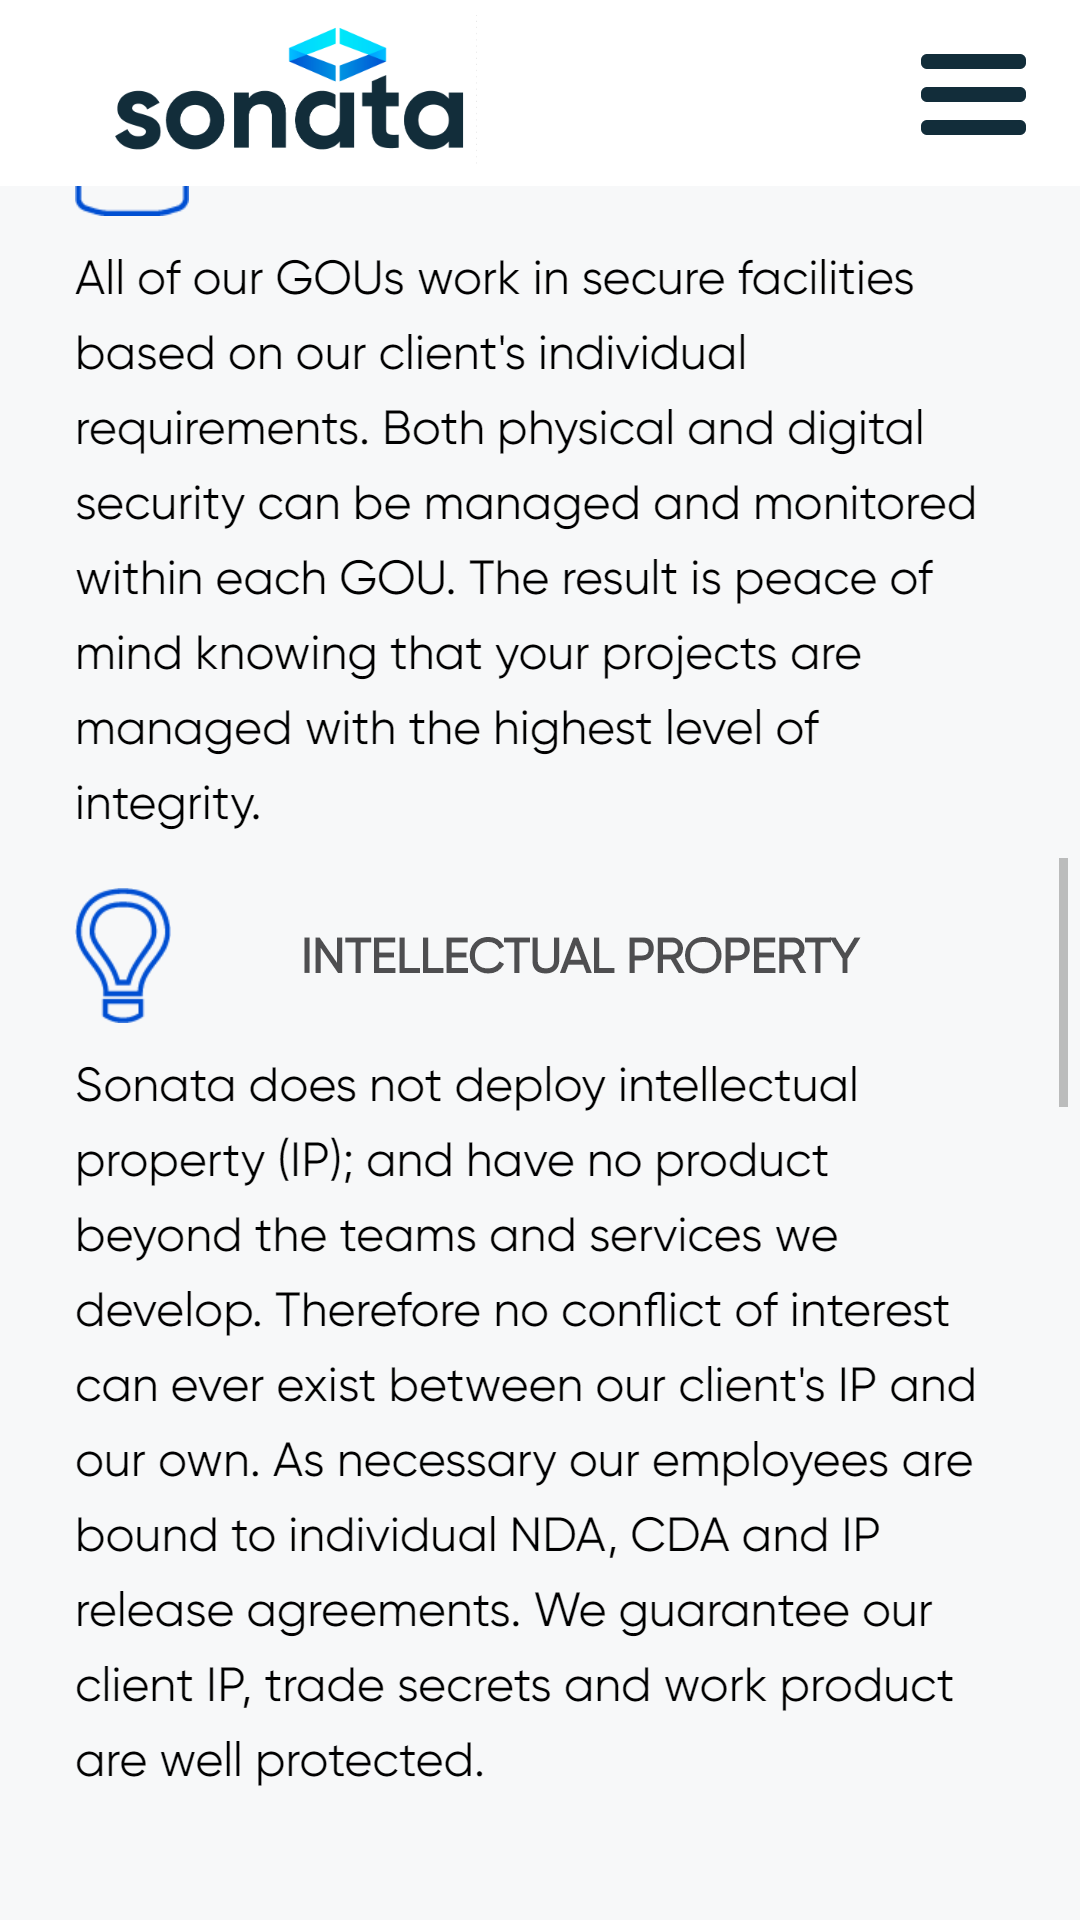 sonata
All of our GOUs work in secure facilities
based on our client's individual
requirements. Both physical and digital
security can be managed and monitored
within each GOU. The result is peace of
mind knowing that your projects are
managed with the highest level of
integrity.
INTELLECTUAL PROPERTY
Sonata does not deploy intellectual
property (IP); and have no product
beyond the teams and services we
develop. Therefore no conflict of interest
can ever exist between our client's IP and
our own. As necessary our employees are
bound to individual NDA, CDA and IP
release agreements. We guarantee our
client IP, trade secrets and work product
are well protected.